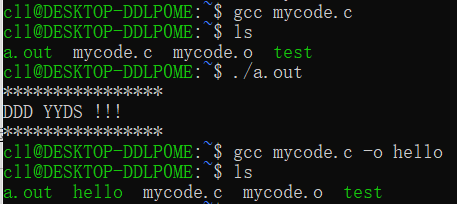 cll@DESKTOP-DDLPOME:~$ gcc mycode.c
cll@DESKTOP-DDLPOME:~$ ls
a.out mycode.c mycode.o test
cll@DESKTOP-DDLPOME:~$ ./a.out
****************
DDD YYDS !!!
****************
cll@DESKTOP-DDLPOME:~$ gcc mycode.c -o hello
cll@DESKTOP-DDLPOME:~$ ls
a.out hello mycode.c mycode.o test